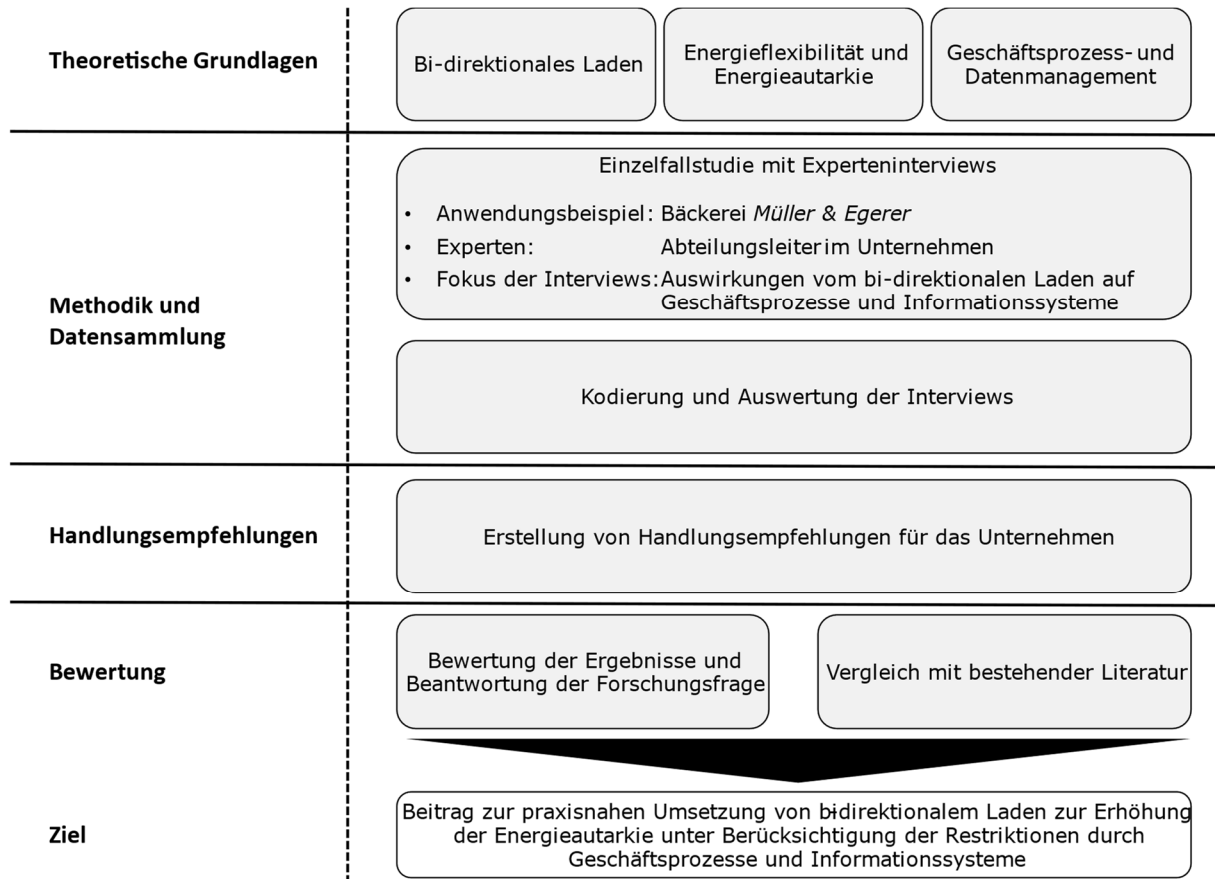 Theoretische Grundlagen
Bi-direktionales Laden
Energieflexibilität und
Energieautarkie
Geschäftsprozess- und
Datenmanagement
Methodik und
Datensammlung
Einzelfallstudie mit Experteninterviews
• Anwendungsbeispiel: Bäckerei Müller & Egerer
• Experten: Abteilungsleiter im Unternehmen
• Fokus der Interviews: Auswirkungen vom bi-direktionalen Laden auf
Geschäftsprozesse und Informationssysteme
Kodierung und Auswertung der Interviews
Handlungsempfehlungen
Erstellung von Handlungsempfehlungen für das Unternehmen
Bewertung
Bewertung der Ergebnisse und
Beantwortung der Forschungsfrage
Vergleich mit bestehender Literatur
Ziel
Beitrag zur praxisnahen Umsetzung von bi-direktionalem Laden zur Erhöhung
der Energieautarkie unter Berücksichtigung der Restriktionen durch
Geschäftsprozesse und Informationssysteme